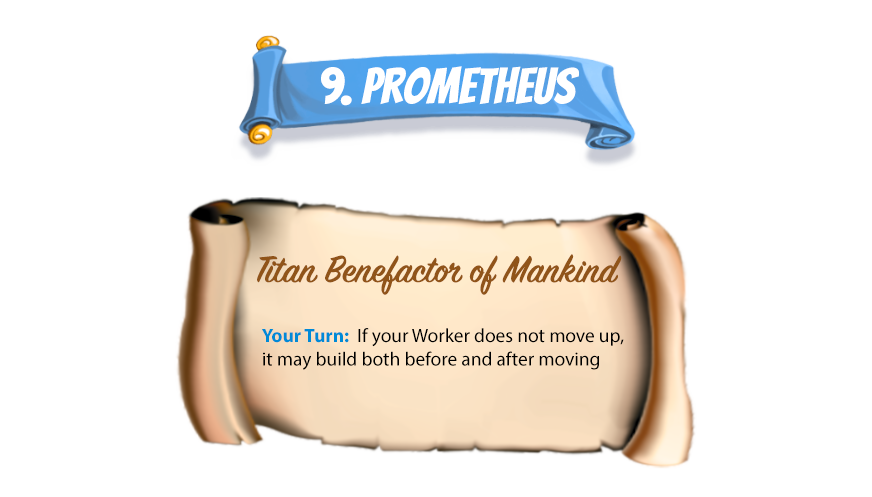 9. PROMETHEUS
Titan Benefactor of Mankind
Your Turn: If your Worker does not move up,
it may build both before and after moving